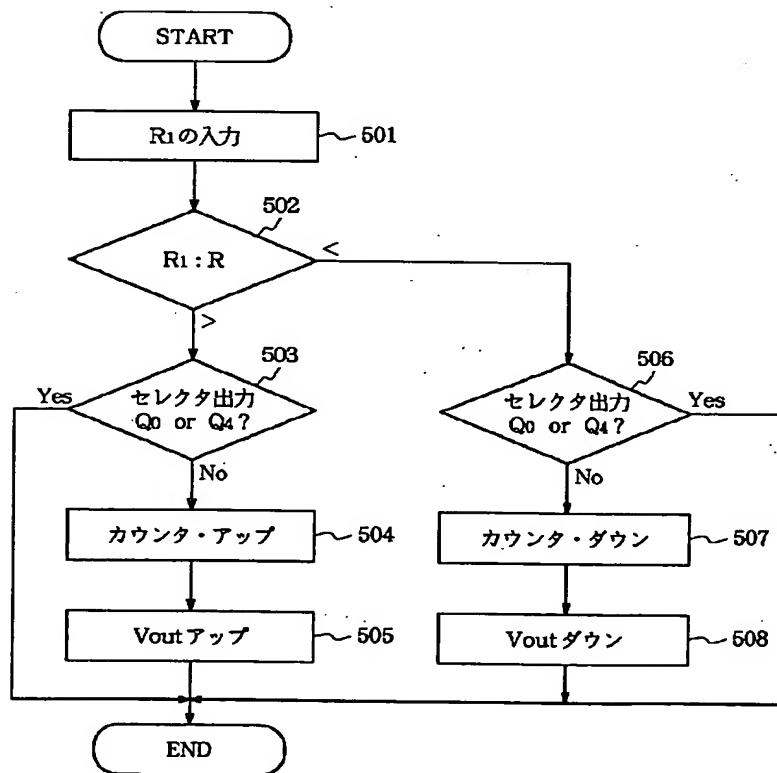 START
R1の入力
501
502
R1 : R
<
>
503
セレクタ出力
Q0 or Q4 ?
Yes
No
カウンタ・アップ
504
Voutアップ
505
506
セレクタ出力
Q0 or Q4 ?
Yes
No
カウンタ・ダウン
507
Voutダウン
508
END